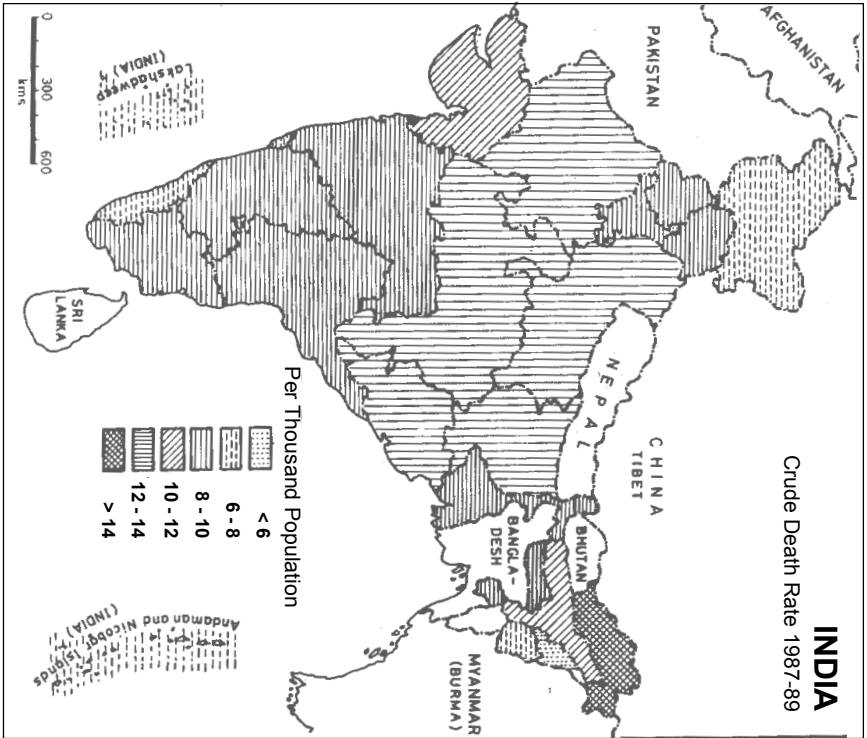 INDIA
Crude Death Rate 1987-89
AFGHANISTAN
PAKISTAN
CHINA
TIBET
NEPAL
BHUTAN
BANGLA-
DESH
MYANMAR
(BURMA)
SRI
LANKA
Lakshadweep
(INDIA)
Andaman and Nicobar Islands
(INDIA)
Per Thousand Population
< 6
6 - 8
8 - 10
10 - 12
12 - 14
> 14
0 300 600
kms